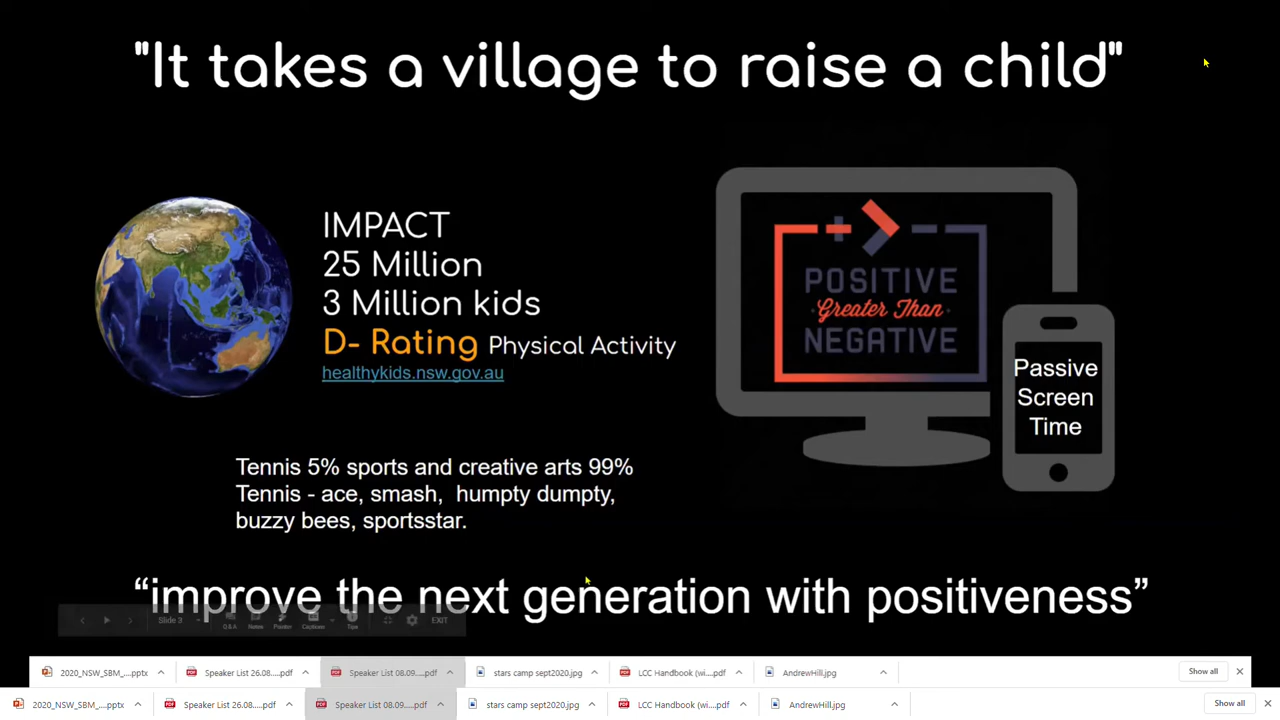 "It takes a village to raise a child"
IMPACT
25 Million
3 Million kids
D- Rating Physical Activity
healthykids.nsw.gov.au
POSITIVE
Greater Than
NEGATIVE
Passive
Screen
Time
Tennis 5% sports and creative arts 99%
Tennis - ace, smash, humpty dumpty,
buzzy bees, sportsstar.
“improve the next generation with positiveness”
Slide 3 Q & A Notes Pointer Captions Tips EXIT
2020_NSW_SBM_....pptx Speaker List 26.08.....pdf Speaker List 08.09.....pdf stars camp sept2020.jpg LCC Handbook (wi....pdf AndrewHill.jpg Show all
2020_NSW_SBM_....pptx Speaker List 26.08.....pdf Speaker List 08.09.....pdf stars camp sept2020.jpg LCC Handbook (wi....pdf AndrewHill.jpg Show all